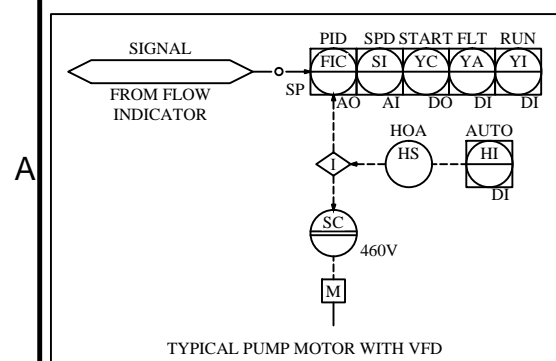 PID SPD START FLT RUN
SIGNAL
FIC SI YC YA YI
SP
FROM FLOW
INDICATOR
AO AI DO DI DI
HOA AUTO
A
I HS HI
DI
SC
460V
M
TYPICAL PUMP MOTOR WITH VFD